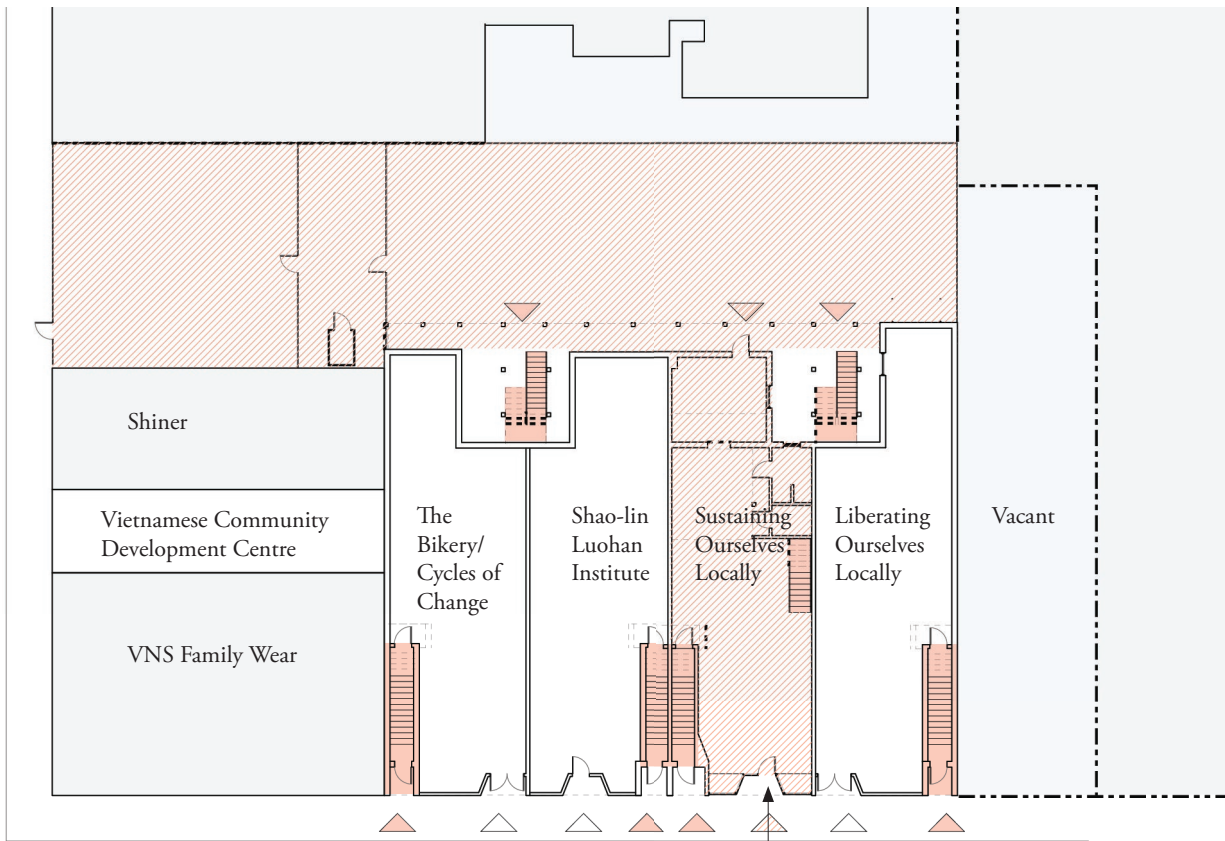 Shiner
Vietnamese Community
Development Centre
VNS Family Wear
The
Bikery/
Cycles of
Change
Shao-lin
Luohan
Institute
Sustaining
Ourselves
Locally
Liberating
Ourselves
Locally
Vacant